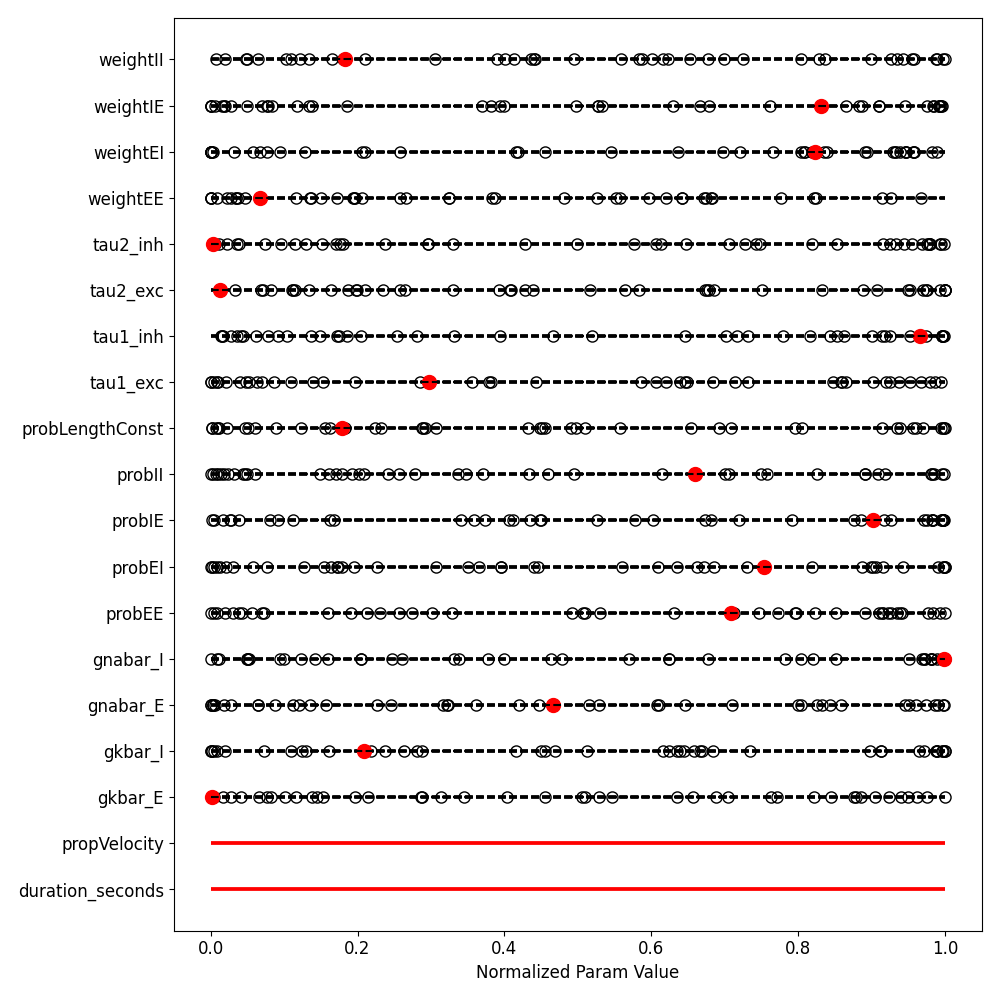 weightII
weightIE
weightEI
weightEE
tau2_inh
tau2_exc
tau1_inh
tau1_exc
probLengthConst
probII
probIE
probEI
probEE
gnabar_I
gnabar_E
gkbar_I
gkbar_E
propVelocity
duration_seconds
0.0 0.2 0.4 0.6 0.8 1.0
Normalized Param Value